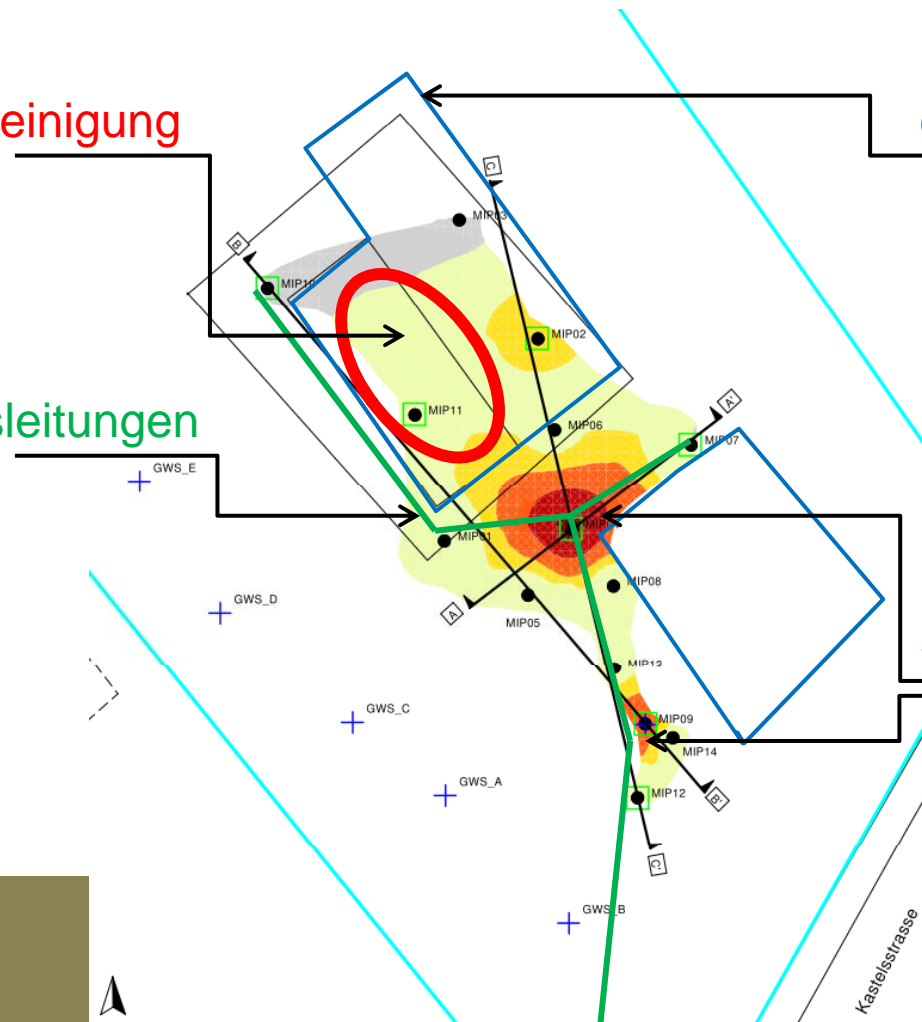 einigung
C
MIP03
B
MIP10
MIP02
A'
MIP11
sleitungen
MIP06
MIP07
GWS_E
MIP01
MIP08
GWS_D
A
MIP05
MIP13
GWS_C
MIP09
MIP14
GWS_A
MIP12
B'
C'
GWS_B
Kastelsstrasse